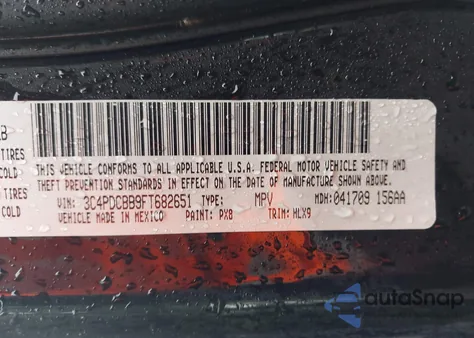 LB
TIRES
COLD
TIRES
COLD
THIS VEHICLE CONFORMS TO ALL APPLICABLE U.S.A. FEDERAL MOTOR VEHICLE SAFETY AND
THEFT PREVENTION STANDARDS IN EFFECT ON THE DATE OF MANUFACTURE SHOWN ABOVE.
VIN: 3C4PDCBB9FT682651 TYPE: MPV MDH: 041709 156AA
VEHICLE MADE IN MEXICO PAINT: PX8 TRIM: HLX9
autoSnap